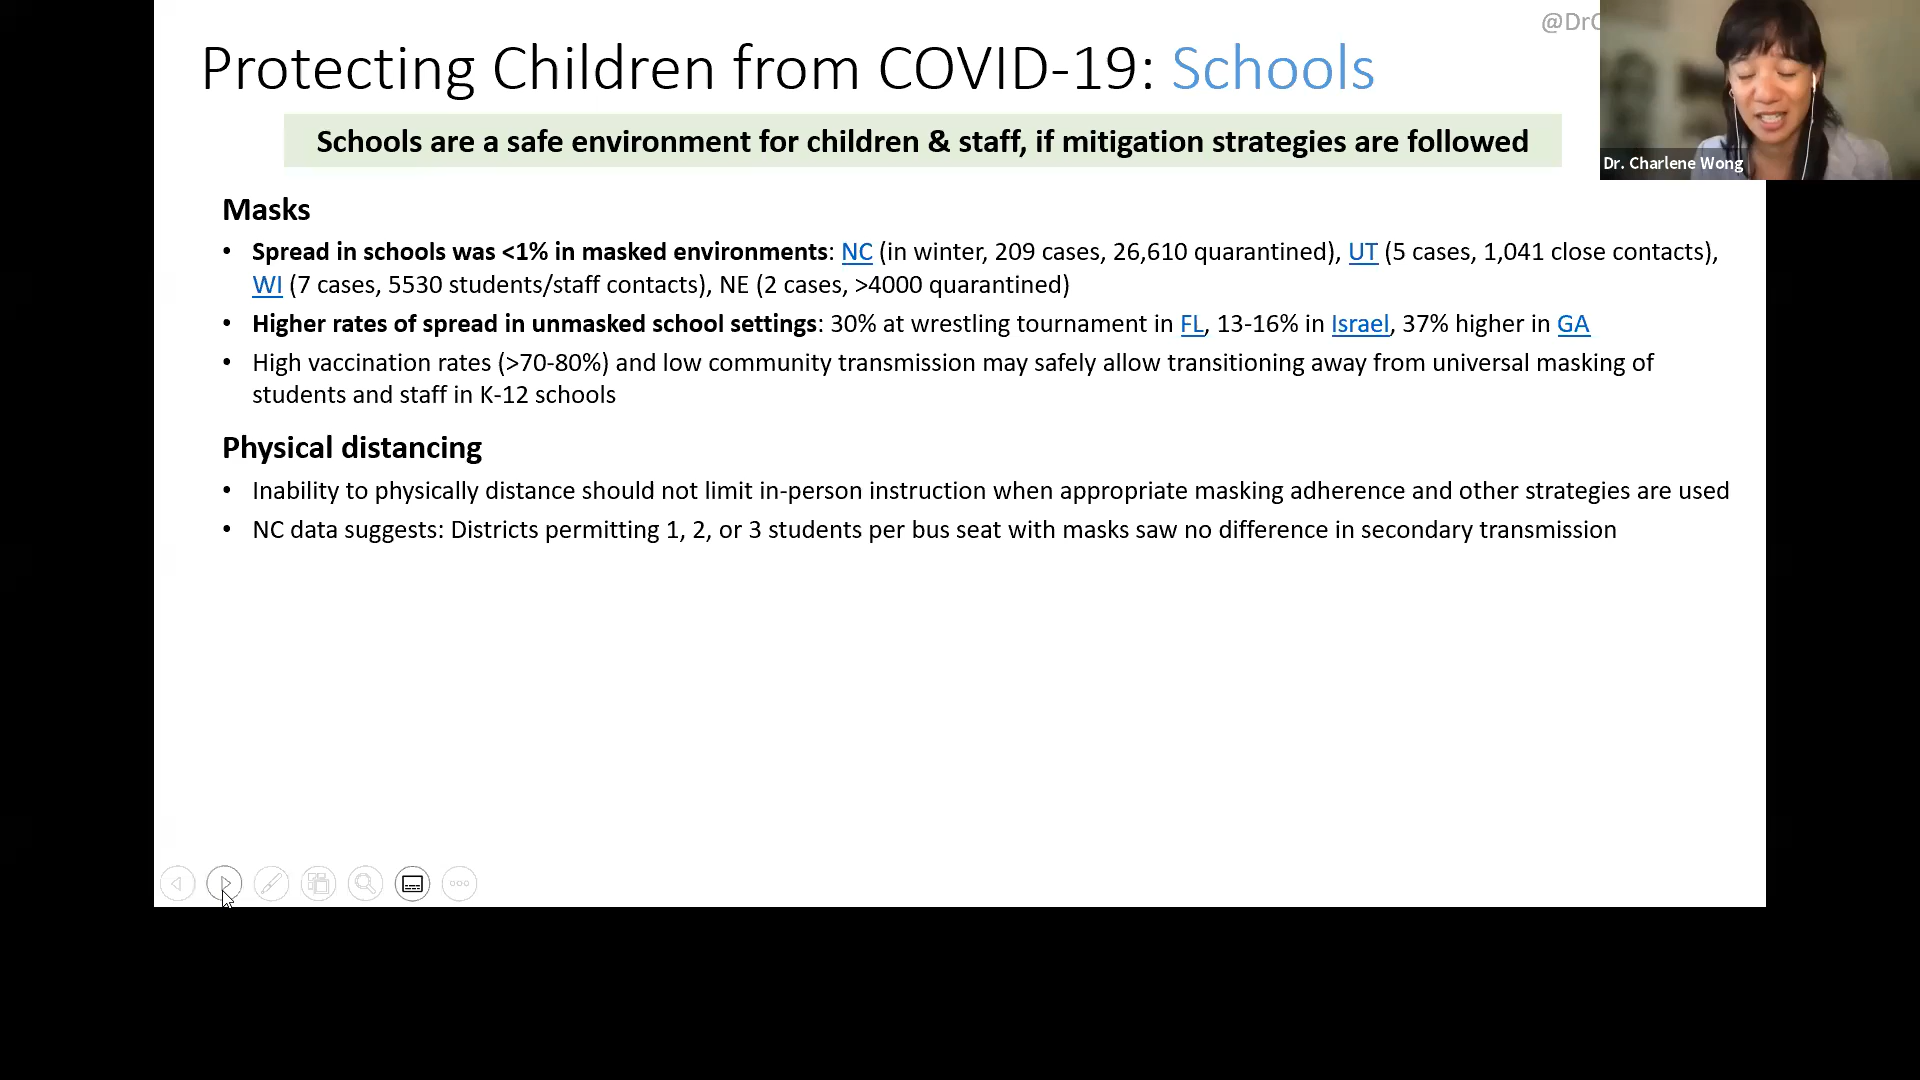 @DrC
Protecting Children from COVID-19: Schools
Schools are a safe environment for children & staff, if mitigation strategies are followed
Dr. Charlene Wong
Masks
• Spread in schools was <1% in masked environments: NC (in winter, 209 cases, 26,610 quarantined), UT (5 cases, 1,041 close contacts),
WI (7 cases, 5530 students/staff contacts), NE (2 cases, >4000 quarantined)
• Higher rates of spread in unmasked school settings: 30% at wrestling tournament in FL, 13-16% in Israel, 37% higher in GA
• High vaccination rates (>70-80%) and low community transmission may safely allow transitioning away from universal masking of
students and staff in K-12 schools
Physical distancing
• Inability to physically distance should not limit in-person instruction when appropriate masking adherence and other strategies are used
• NC data suggests: Districts permitting 1, 2, or 3 students per bus seat with masks saw no difference in secondary transmission